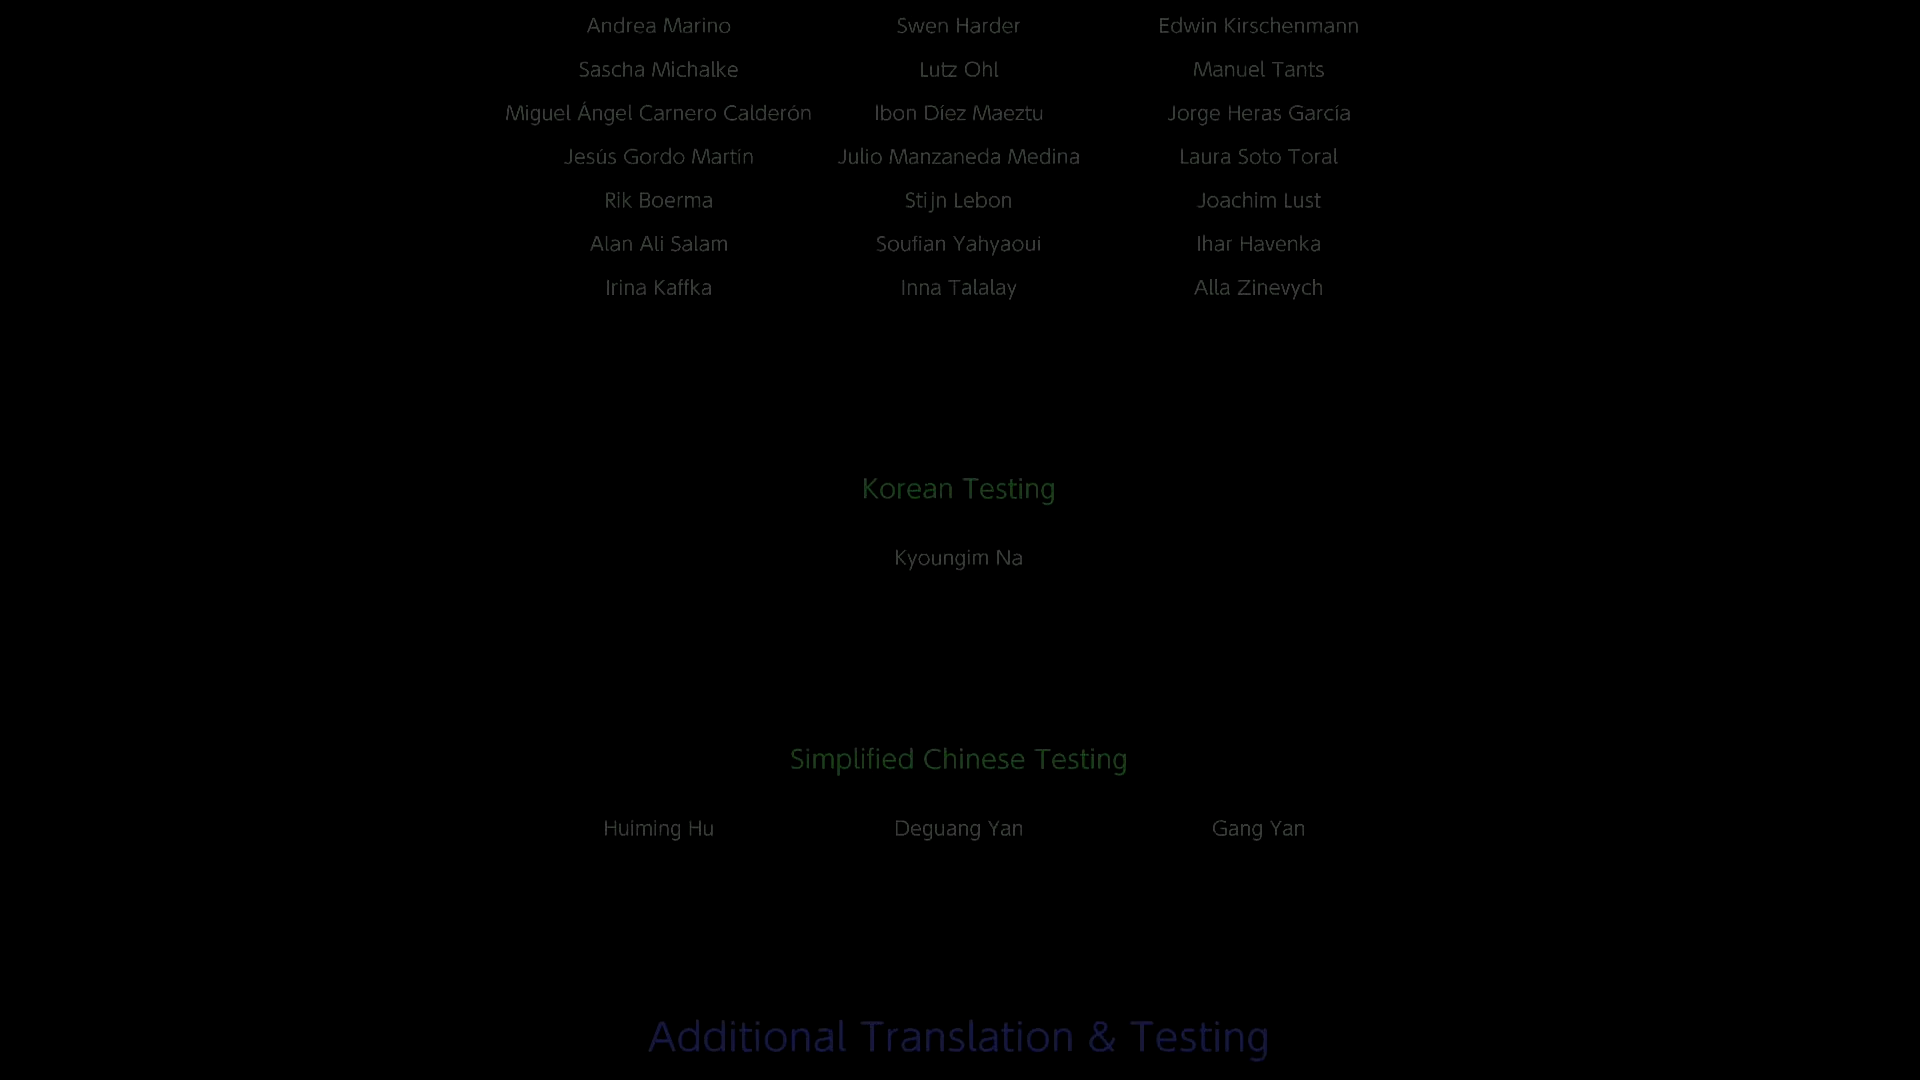 Andrea Marino Swen Harder Edwin Kirschenmann
Sascha Michalke Lutz Ohl Manuel Tants
Miguel Ángel Carnero Calderón Ibon Díez Maeztu Jorge Heras García
Jesús Gordo Martín Julio Manzaneda Medina Laura Soto Toral
Rik Boerma Stijn Lebon Joachim Lust
Alan Ali Salam Soufian Yahyaoui Ihar Havenka
Irina Kaffka Inna Talalay Alla Zinevych
Korean Testing
Kyoungim Na
Simplified Chinese Testing
Huiming Hu Deguang Yan Gang Yan
Additional Translation & Testing